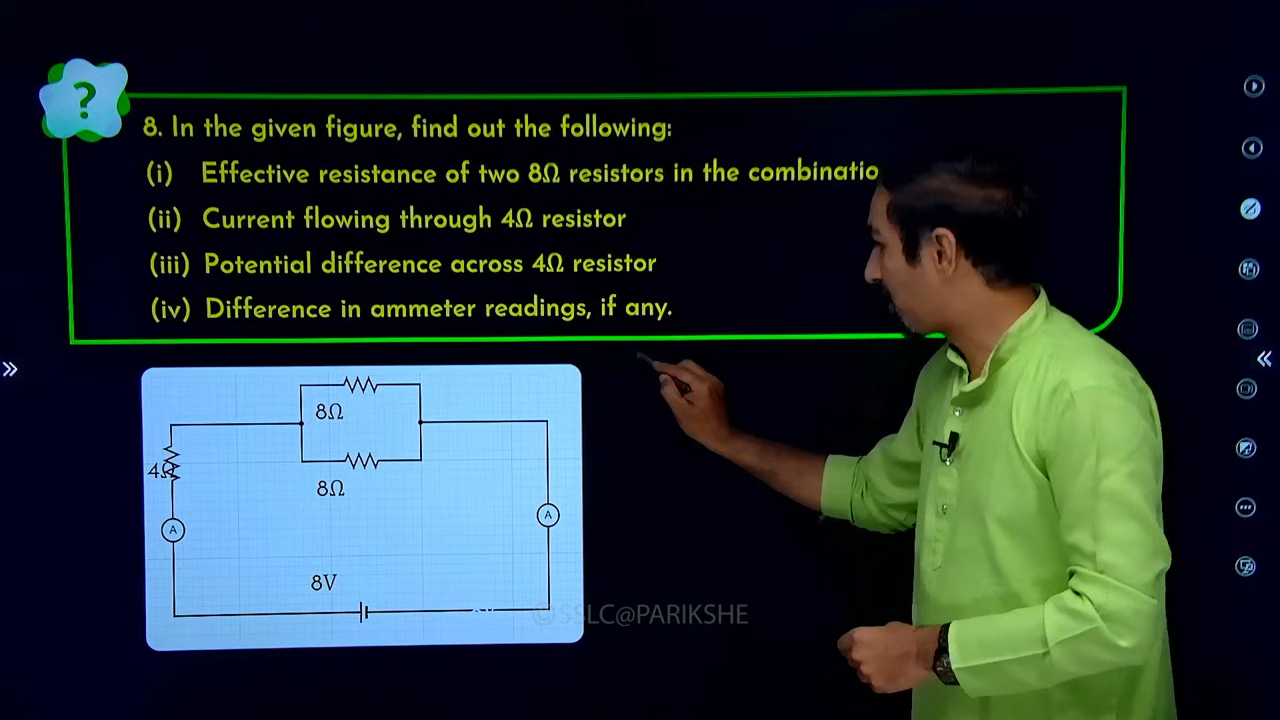 ?
8. In the given figure, find out the following:
(i) Effective resistance of two 8Ω resistors in the
(ii) Current flowing through 4Ω resistor
(iii) Potential difference across 4Ω resistor
(iv) Difference in ammeter readings, if any.
8Ω
4Ω
8Ω
A
A
8V
©SSLC@PARIKSHE